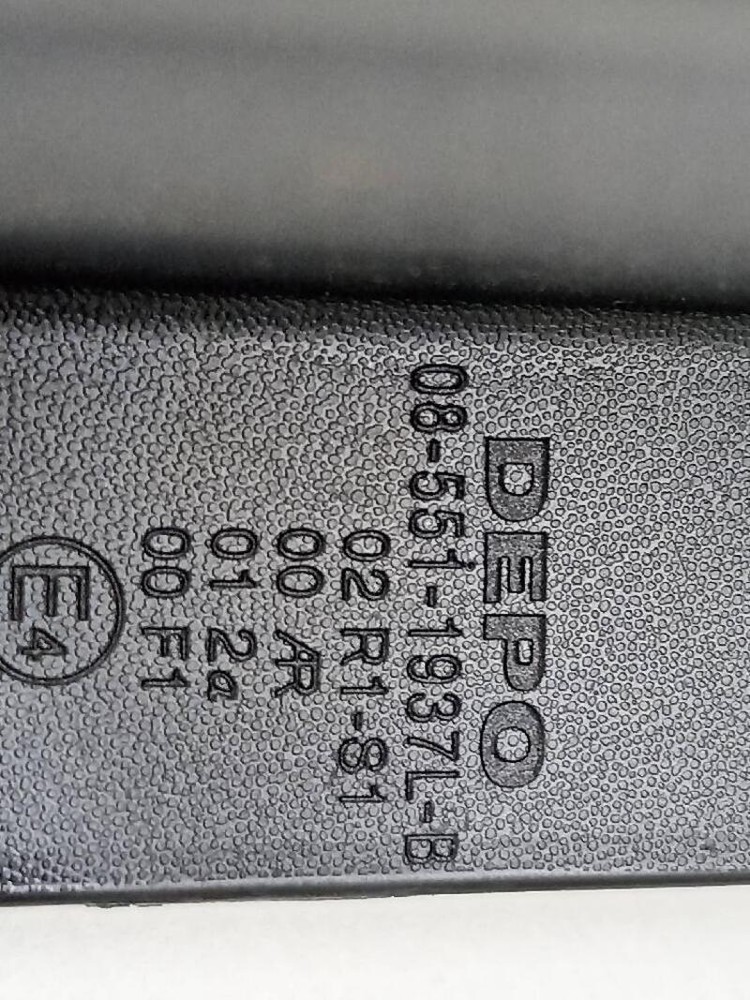 DEPO
08-551-1937L-B
02 R1-S1
00 AR
01 2a
00 F1
E4